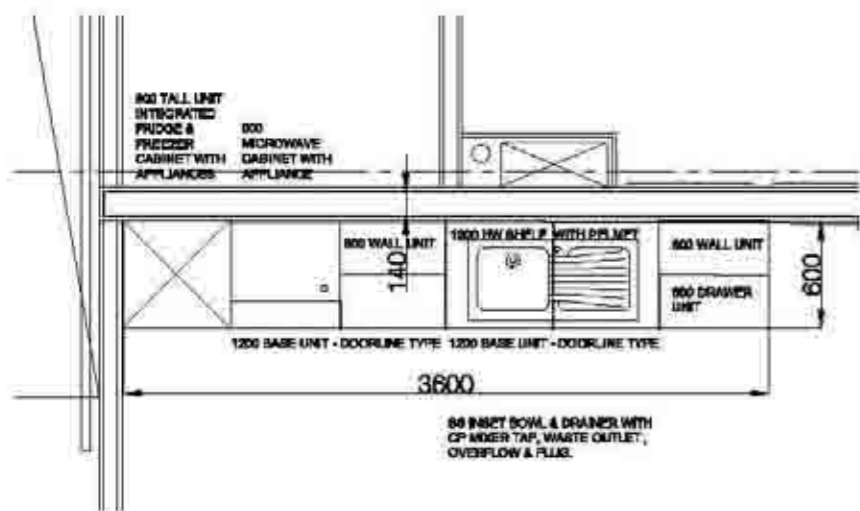 600 TALL UNIT
INTEGRATED
FRIDGE &
FREEZER
CABINET WITH
APPLIANCES
600
MICROWAVE
CABINET WITH
APPLIANCE
600 WALL UNIT
1200 HW SHELF WITH PELMET
600 WALL UNIT
600 DRAWER
UNIT
140
600
1200 BASE UNIT - DOORLINE TYPE
1200 BASE UNIT - DOORLINE TYPE
3600
SS INSET BOWL & DRAINER WITH
CP MIXER TAP, WASTE OUTLET,
OVERFLOW & PLUG.